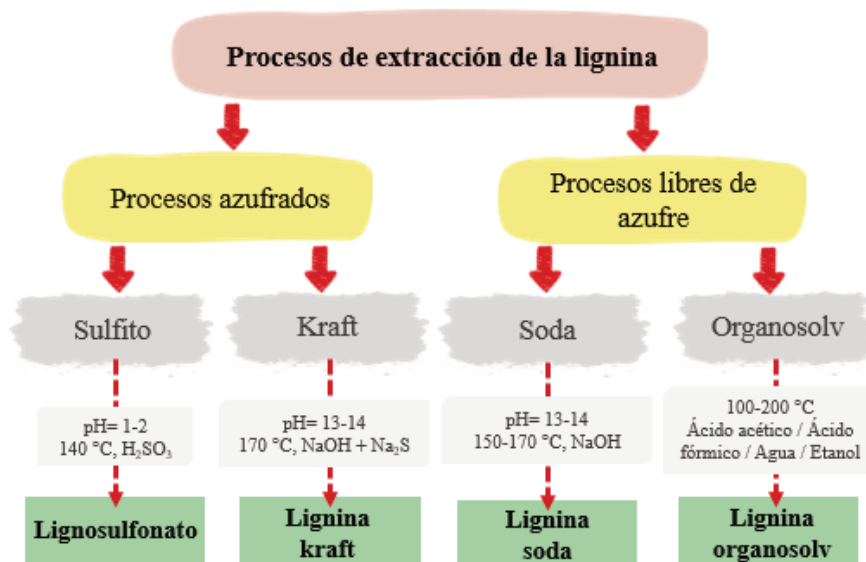 Procesos de extracción de la lignina
Procesos azufrados
Procesos libres de
azufre
Sulfito
Kraft
Soda
Organosolv
pH= 1-2
140 °C, H₂SO₃
pH= 13-14
170 °C, NaOH + Na₂S
pH= 13-14
150-170 °C, NaOH
100-200 °C
Ácido acético / Ácido
fórmico / Agua / Etanol
Lignosulfonato
Lignina
kraft
Lignina
soda
Lignina
organosolv